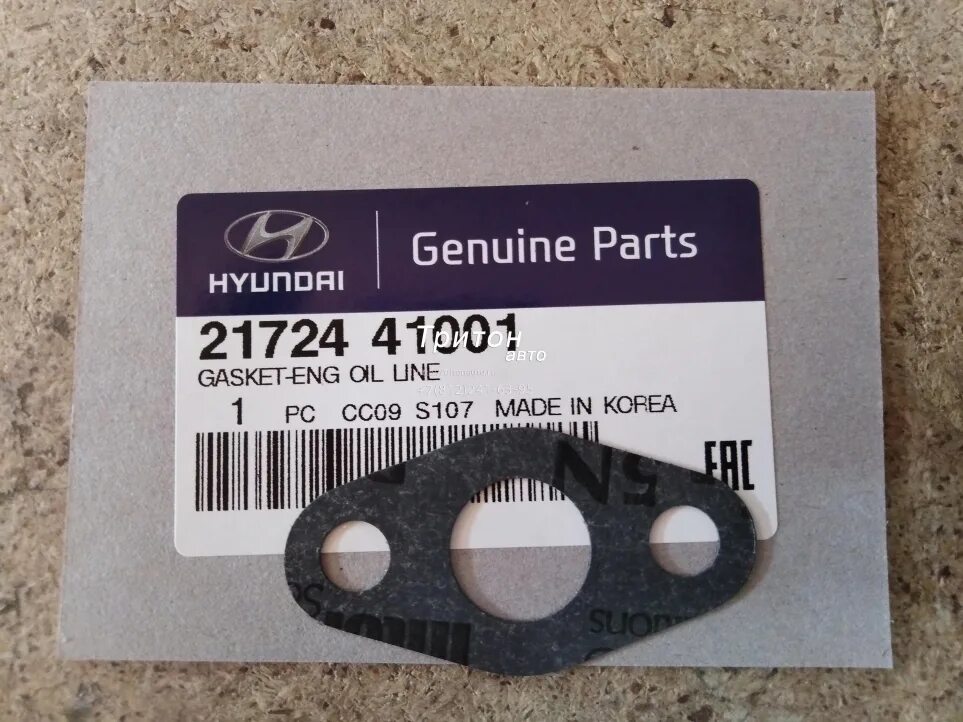 HYUNDAI
Genuine Parts
21724 41001
Тритон
авто
GASKET-ENG OIL LINE
1 PC CC09 S107 MADE IN KOREA
EAC
5N